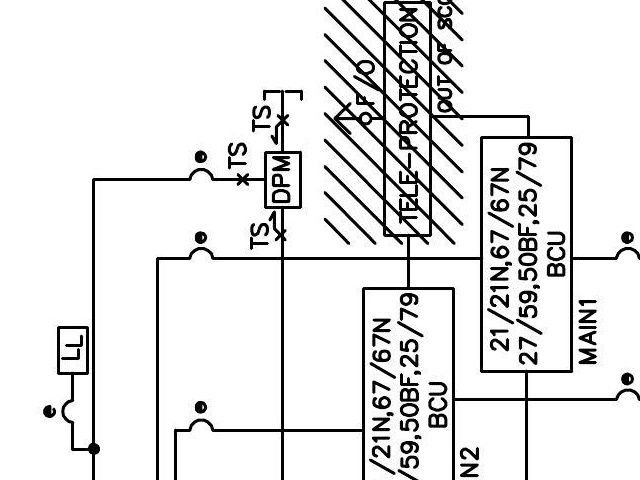 TS
TS
DPM
TS
F/O
TELE-PROTECTION
OUT OF
21/21N,67/67N
27/59,50BF,25/79
BCU
MAIN1
/21N,67/67N
/59,50BF,25/79
BCU
N2
LL
e
e
e
e
e
e